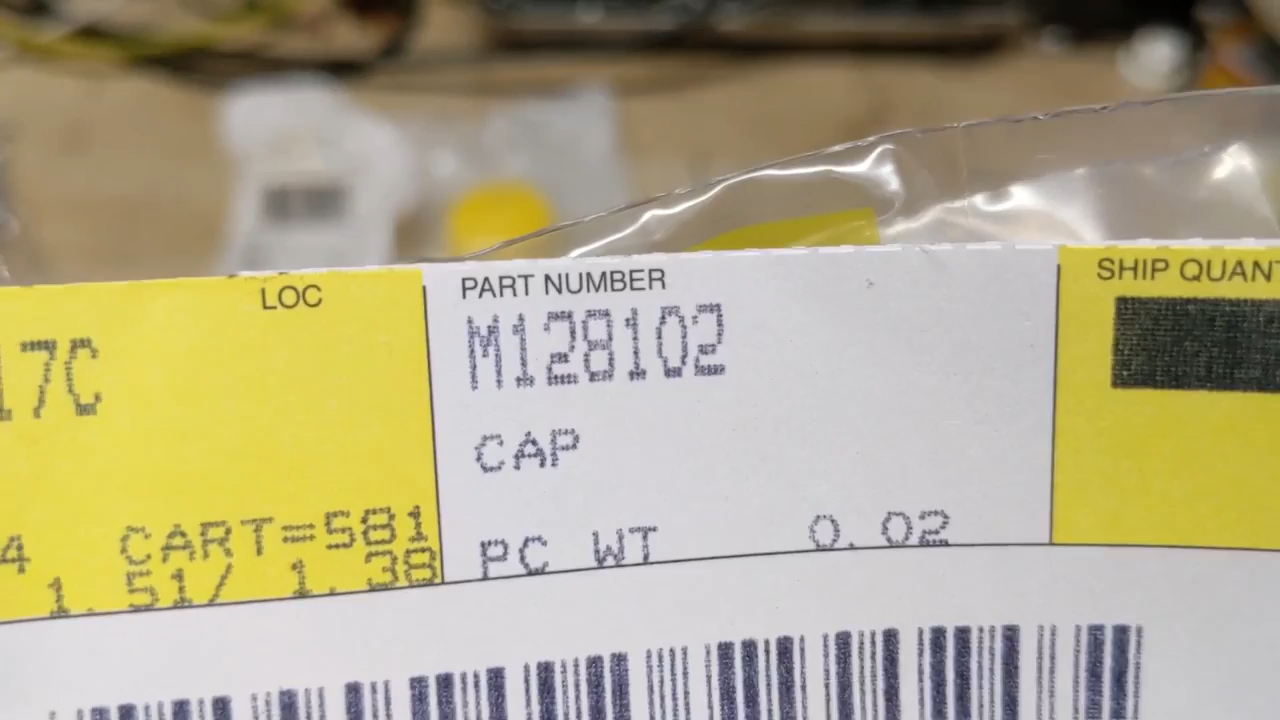 LOC
17C
4 CART=581
1.51/ 1.38
PART NUMBER
M128102
CAP
PC WT 0.02
SHIP QUANT